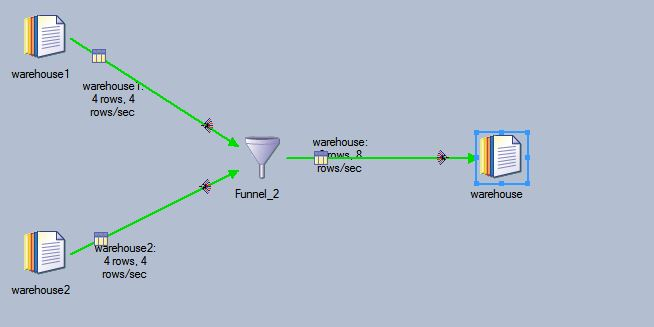 warehouse1
warehouse1:
4 rows, 4
rows/sec
warehouse:
rows, 8
rows/sec
Funnel_2
warehouse
warehouse2:
4 rows, 4
rows/sec
warehouse2